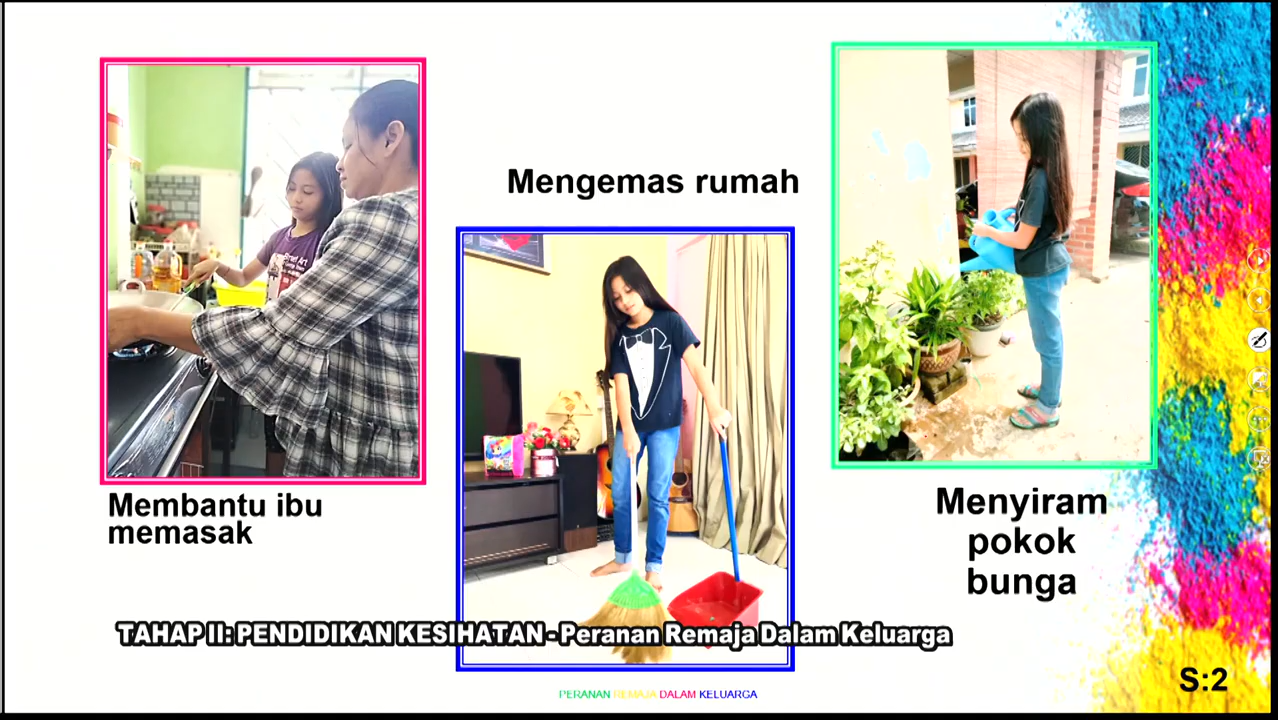 Mengemas rumah
Membantu ibu
memasak
Menyiram
pokok
bunga
TAHAP II: PENDIDIKAN KESIHATAN - Peranan Remaja Dalam Keluarga
PERANAN REMAJA DALAM KELUARGA
S:2